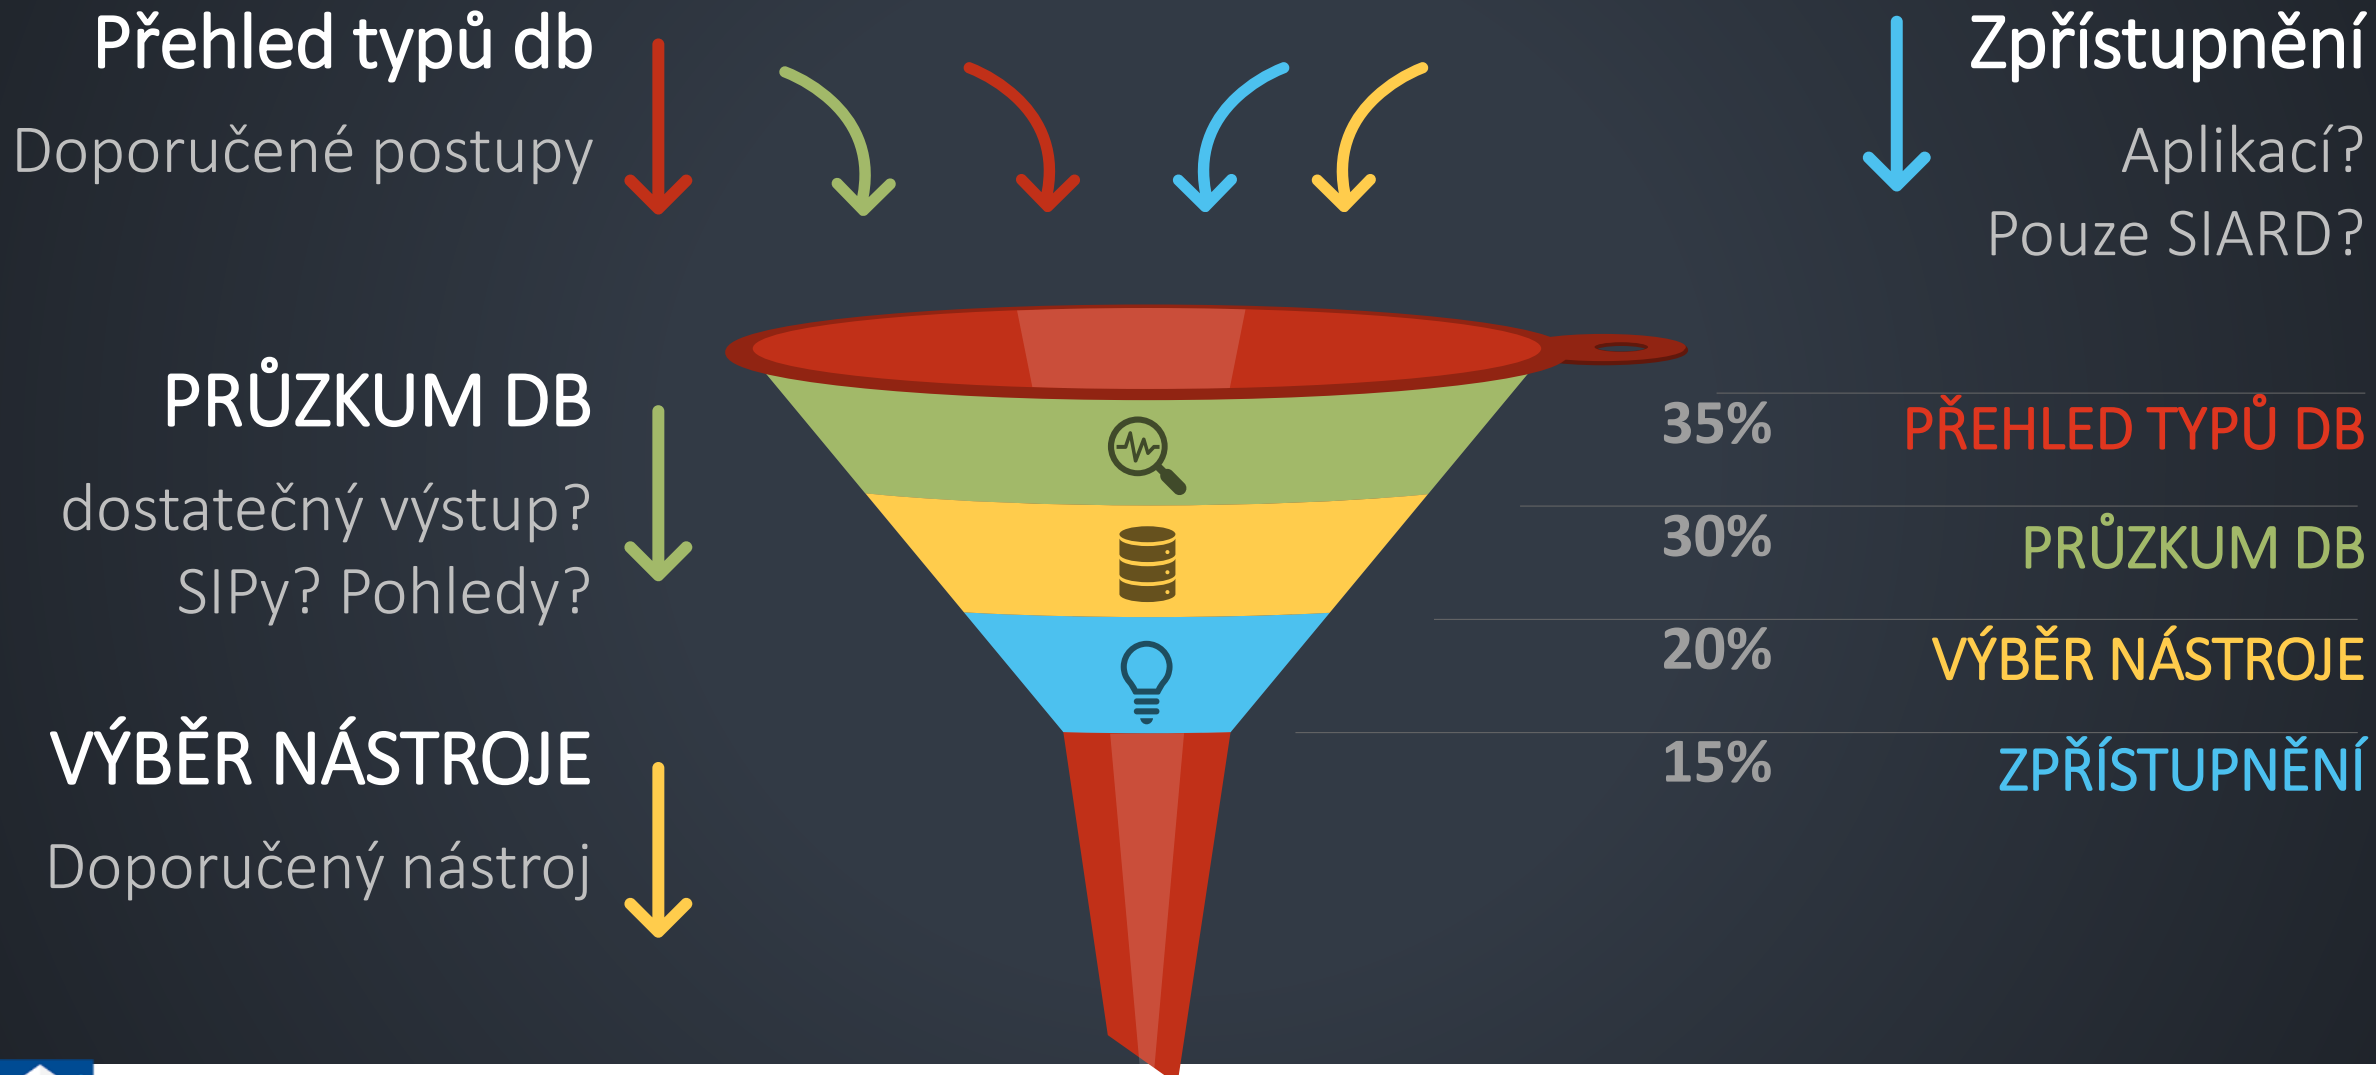 Přehled typů db
Doporučené postupy
PRŮZKUM DB
dostatečný výstup?
SIPy? Pohledy?
VÝBĚR NÁSTROJE
Doporučený nástroj
Zpřístupnění
Aplikací?
Pouze SIARD?
35% PŘEHLED TYPŮ DB
30% PRŮZKUM DB
20% VÝBĚR NÁSTROJE
15% ZPŘÍSTUPNĚNÍ